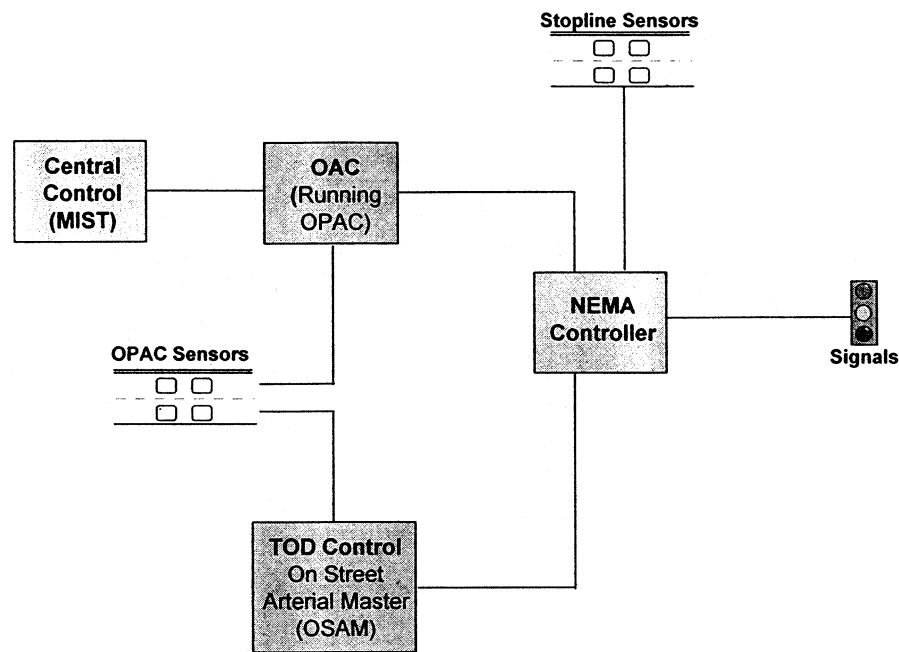 Stopline Sensors
Central
Control
(MIST)
OAC
(Running
OPAC)
NEMA
Controller
Signals
OPAC Sensors
TOD Control
On Street
Arterial Master
(OSAM)